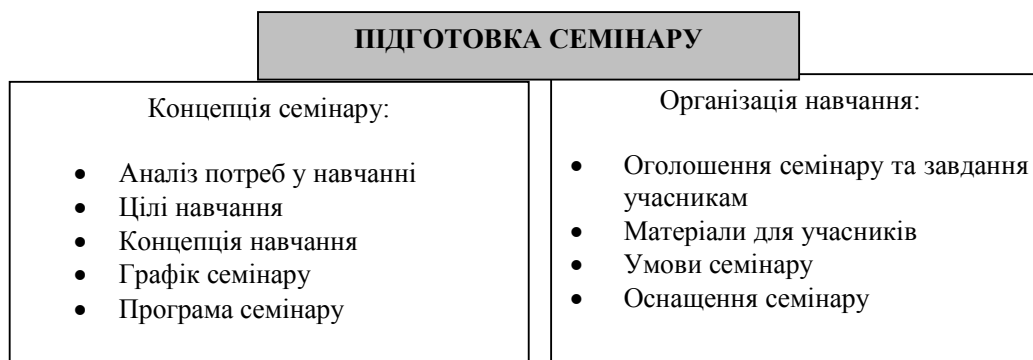 ПІДГОТОВКА СЕМІНАРУ
Концепція семінару:
• Аналіз потреб у навчанні
• Цілі навчання
• Концепція навчання
• Графік семінару
• Програма семінару
Організація навчання:
• Оголошення семінару та завдання
учасникам
• Матеріали для учасників
• Умови семінару
• Оснащення семінару